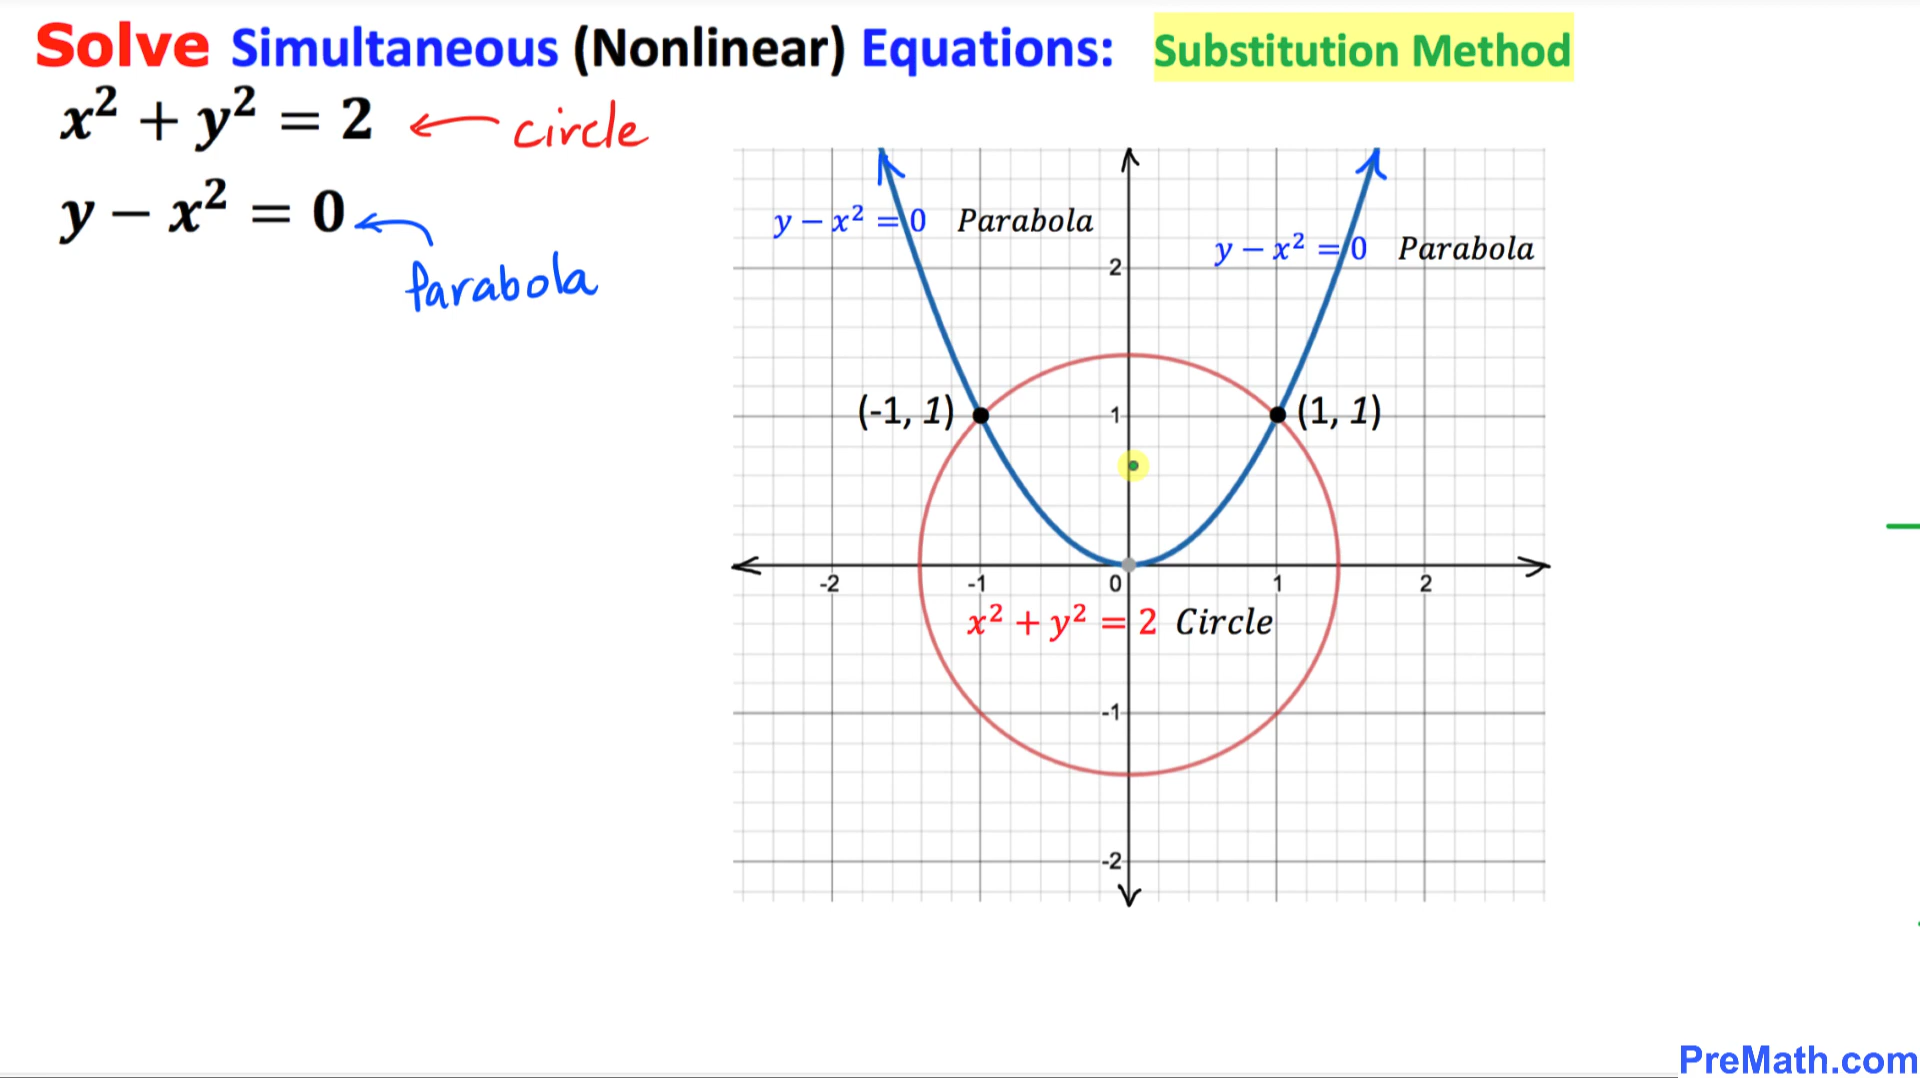 Solve Simultaneous (Nonlinear) Equations: Substitution Method
x² + y² = 2 ← circle
y − x² = 0 ←
Parabola
y − x² = 0 Parabola
y − x² = 0 Parabola
2
(-1, 1)
1
(1, 1)
-2 -1 0 1 2
x² + y² = 2 Circle
-1
-2
PreMath.com